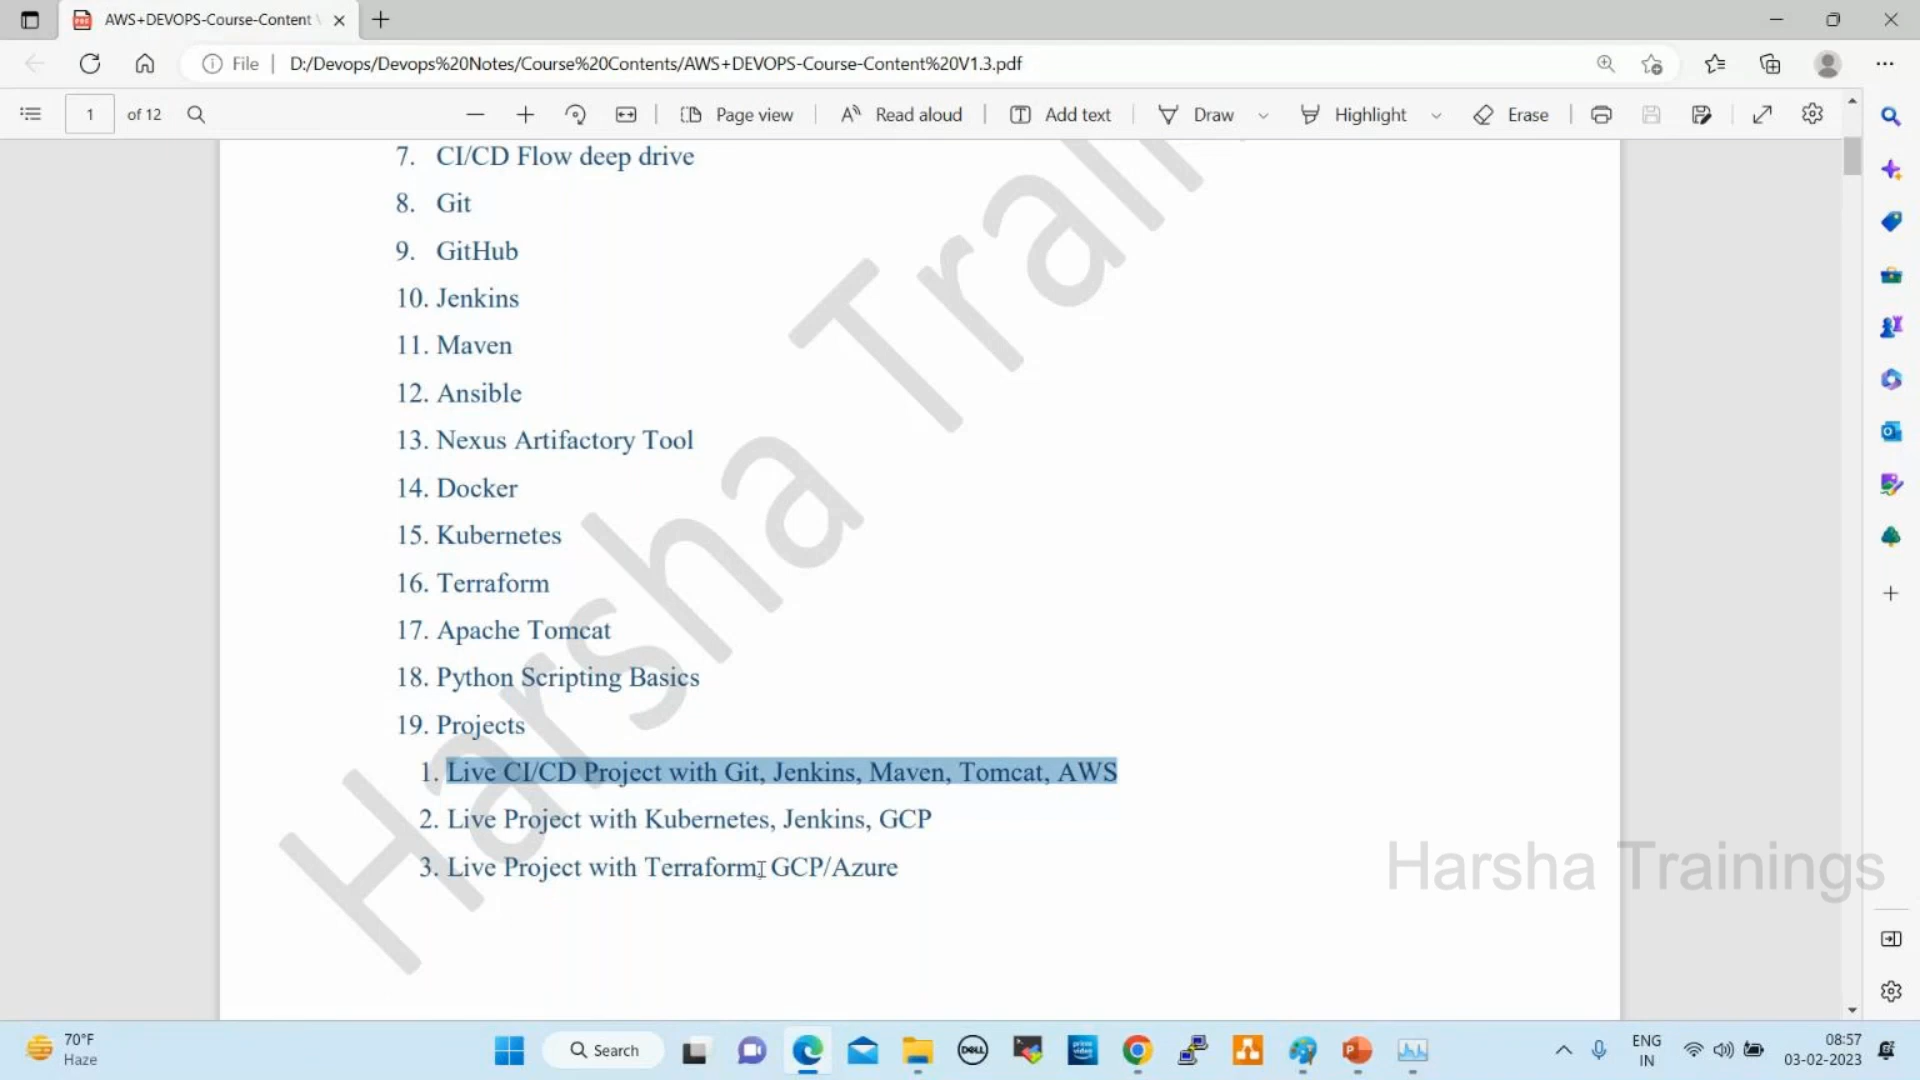 AWS+DEVOPS-Course-Content
File
D:/Devops/Devops%20Notes/Course%20Contents/AWS+DEVOPS-Course-Content%20V1.3.pdf
1 of 12
Page view
Read aloud
Add text
Draw
Highlight
Erase
7. CI/CD Flow deep drive
8. Git
9. GitHub
10. Jenkins
11. Maven
12. Ansible
13. Nexus Artifactory Tool
14. Docker
15. Kubernetes
16. Terraform
17. Apache Tomcat
18. Python Scripting Basics
19. Projects
1. Live CI/CD Project with Git, Jenkins, Maven, Tomcat, AWS
2. Live Project with Kubernetes, Jenkins, GCP
3. Live Project with Terraform, GCP/Azure
Harsha
Harsha Trainings
70°F
Haze
Search
DELL
prime video
ENG
IN
08:57
03-02-2023